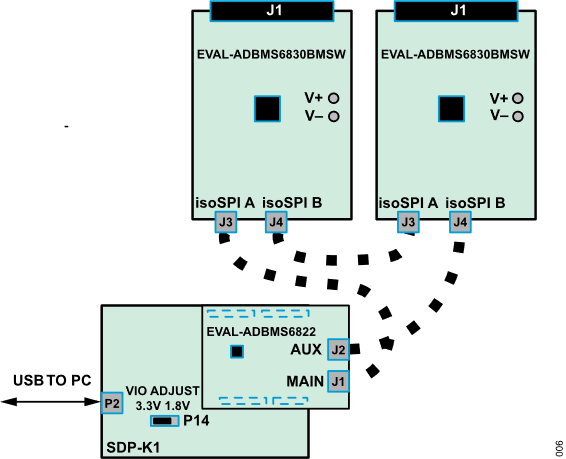 J1
J1
EVAL-ADBMS6830BMSW
EVAL-ADBMS6830BMSW
V+
V–
V+
V–
isoSPI A
isoSPI B
isoSPI A
isoSPI B
J3
J4
J3
J4
EVAL-ADBMS6822
AUX
J2
MAIN
J1
USB TO PC
P2
VIO ADJUST
3.3V 1.8V
P14
SDP-K1
006